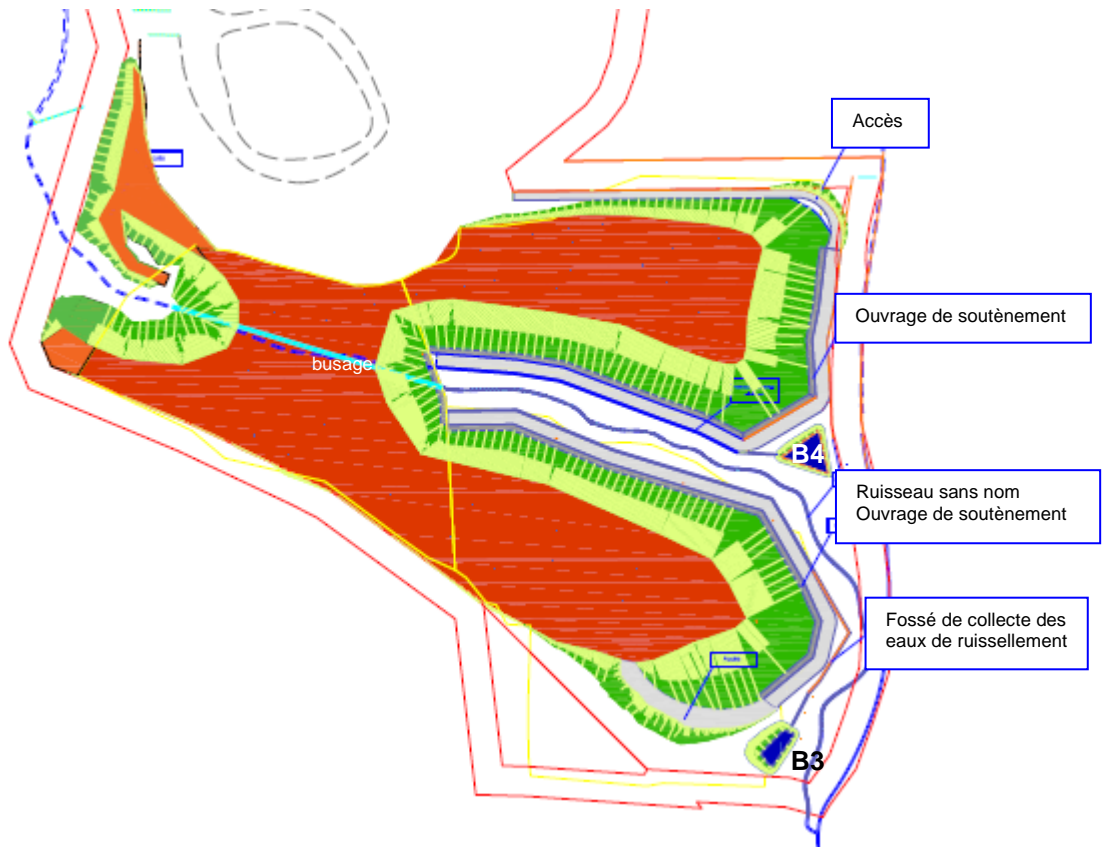 Accès
Ouvrage de soutènement
busage
B4
Ruisseau sans nom
Ouvrage de soutènement
Fossé de collecte des
eaux de ruissellement
B3